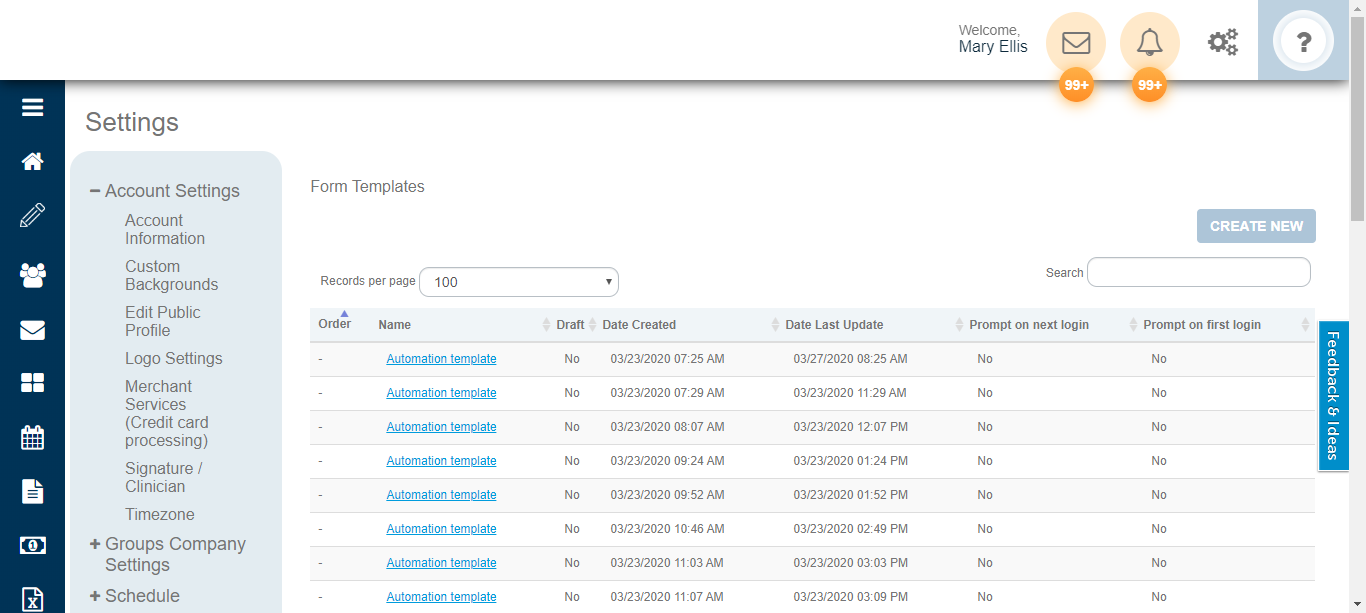 Welcome,
Mary Ellis
99+
99+
?
Settings
− Account Settings
Account
Information
Custom
Backgrounds
Edit Public
Profile
Logo Settings
Merchant
Services
(Credit card
processing)
Signature /
Clinician
Timezone
+ Groups Company
Settings
+ Schedule
Form Templates
CREATE NEW
Records per page 100
Search
Order Name Draft Date Created Date Last Update Prompt on next login Prompt on first login
- Automation template No 03/23/2020 07:25 AM 03/27/2020 08:25 AM No No
- Automation template No 03/23/2020 07:29 AM 03/23/2020 11:29 AM No No
- Automation template No 03/23/2020 08:07 AM 03/23/2020 12:07 PM No No
- Automation template No 03/23/2020 09:24 AM 03/23/2020 01:24 PM No No
- Automation template No 03/23/2020 09:52 AM 03/23/2020 01:52 PM No No
- Automation template No 03/23/2020 10:46 AM 03/23/2020 02:49 PM No No
- Automation template No 03/23/2020 11:03 AM 03/23/2020 03:03 PM No No
- Automation template No 03/23/2020 11:07 AM 03/23/2020 03:09 PM No No
Feedback & Ideas